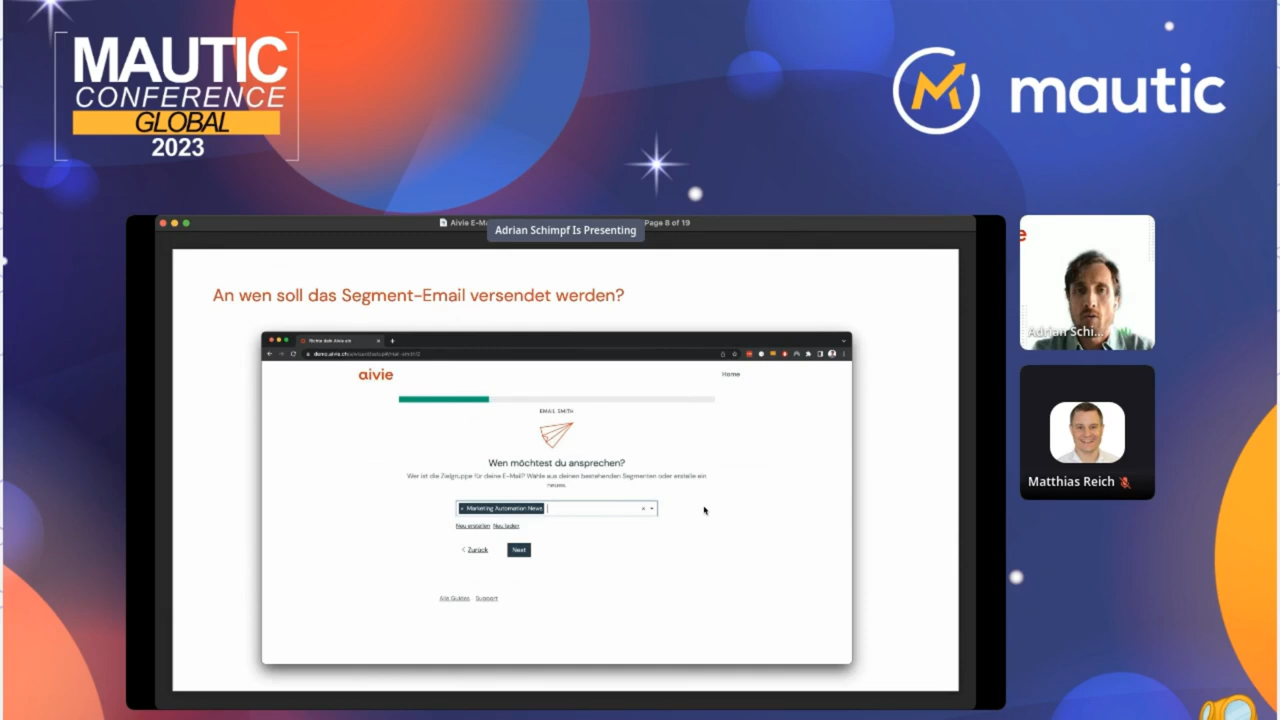 MAUTIC
CONFERENCE
GLOBAL
2023
mautic
Aivie E-M
Page 8 of 19
Adrian Schimpf Is Presenting
An wen soll das Segment-Email versendet werden?
aivie
Home
EMAIL SMITH
Wen möchtest du ansprechen?
Wer ist die Zielgruppe für deine E-Mail? Wähle aus deinen bestehenden Segmenten oder erstelle ein
neues.
× Marketing Automation News
Neu erstellen Neu laden
< Zurück
Next
Alle Guides Support
Adrian Schi...
Matthias Reich